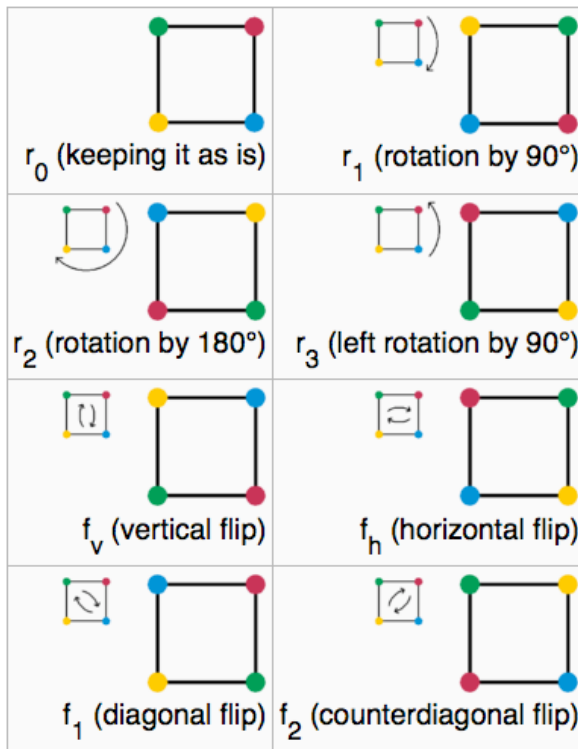 r0 (keeping it as is)
r1 (rotation by 90°)
r2 (rotation by 180°)
r3 (left rotation by 90°)
fv (vertical flip)
fh (horizontal flip)
f1 (diagonal flip)
f2 (counterdiagonal flip)